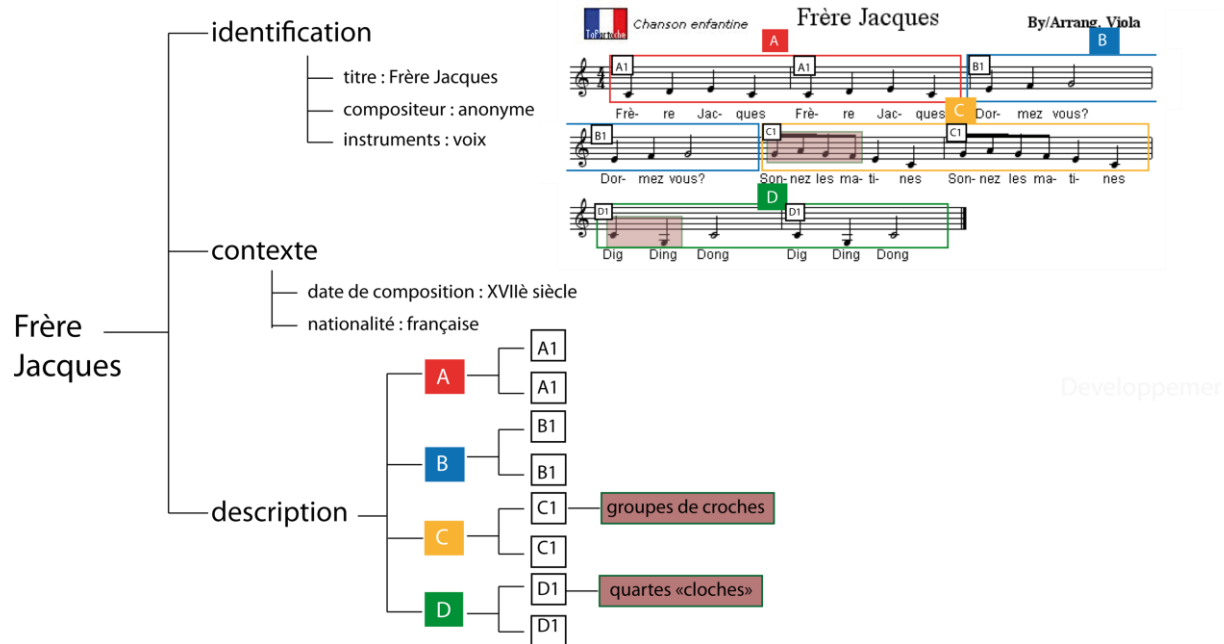 identification
titre : Frère Jacques
compositeur : anonyme
instruments : voix
contexte
date de composition : XVIIè siècle
nationalité : française
Frère
Jacques
description
A
A1
A1
B
B1
B1
C
C1
groupes de croches
C1
D
D1
quartes «cloches»
D1
TaPartoche
Chanson enfantine
Frère Jacques
By/Arrang. Viola
A
B
A1
A1
B1
4
4
Frè- re Jac- ques Frè- re Jac- ques Dor- mez vous?
C
B1
C1
C1
Dor- mez vous? Son- nez les ma- ti- nes Son- nez les ma- ti- nes
D
D1
D1
Dig Ding Dong Dig Ding Dong
Developpemen